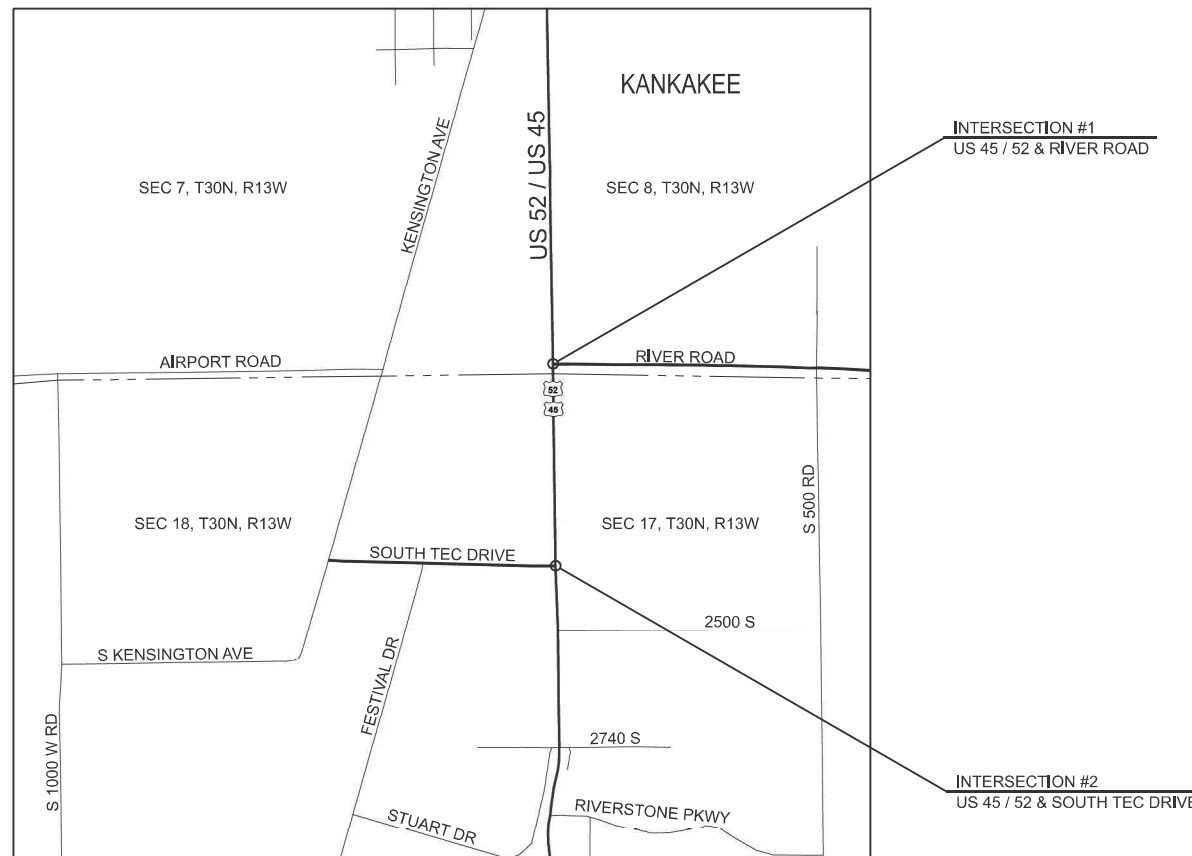 KANKAKEE
INTERSECTION #1
US 45 / 52 & RIVER ROAD
KENSINGTON AVE
US 52 / US 45
SEC 7, T30N, R13W
SEC 8, T30N, R13W
AIRPORT ROAD
RIVER ROAD
52
45
S 500 RD
SEC 18, T30N, R13W
SEC 17, T30N, R13W
SOUTH TEC DRIVE
2500 S
S KENSINGTON AVE
FESTIVAL DR
S 1000 W RD
2740 S
INTERSECTION #2
US 45 / 52 & SOUTH TEC DRIVE
RIVERSTONE PKWY
STUART DR